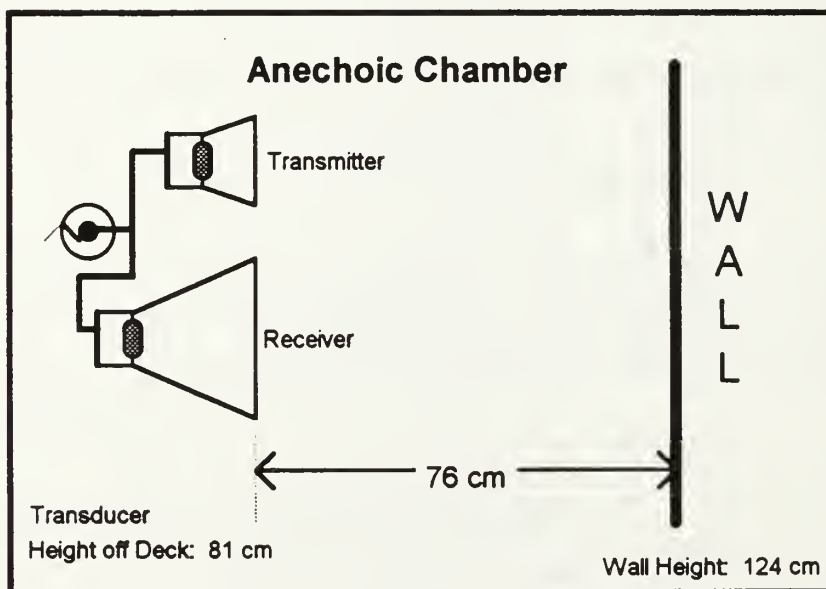 Anechoic Chamber
Transmitter
Receiver
W
A
L
L
76 cm
Transducer
Height off Deck: 81 cm
Wall Height: 124 cm